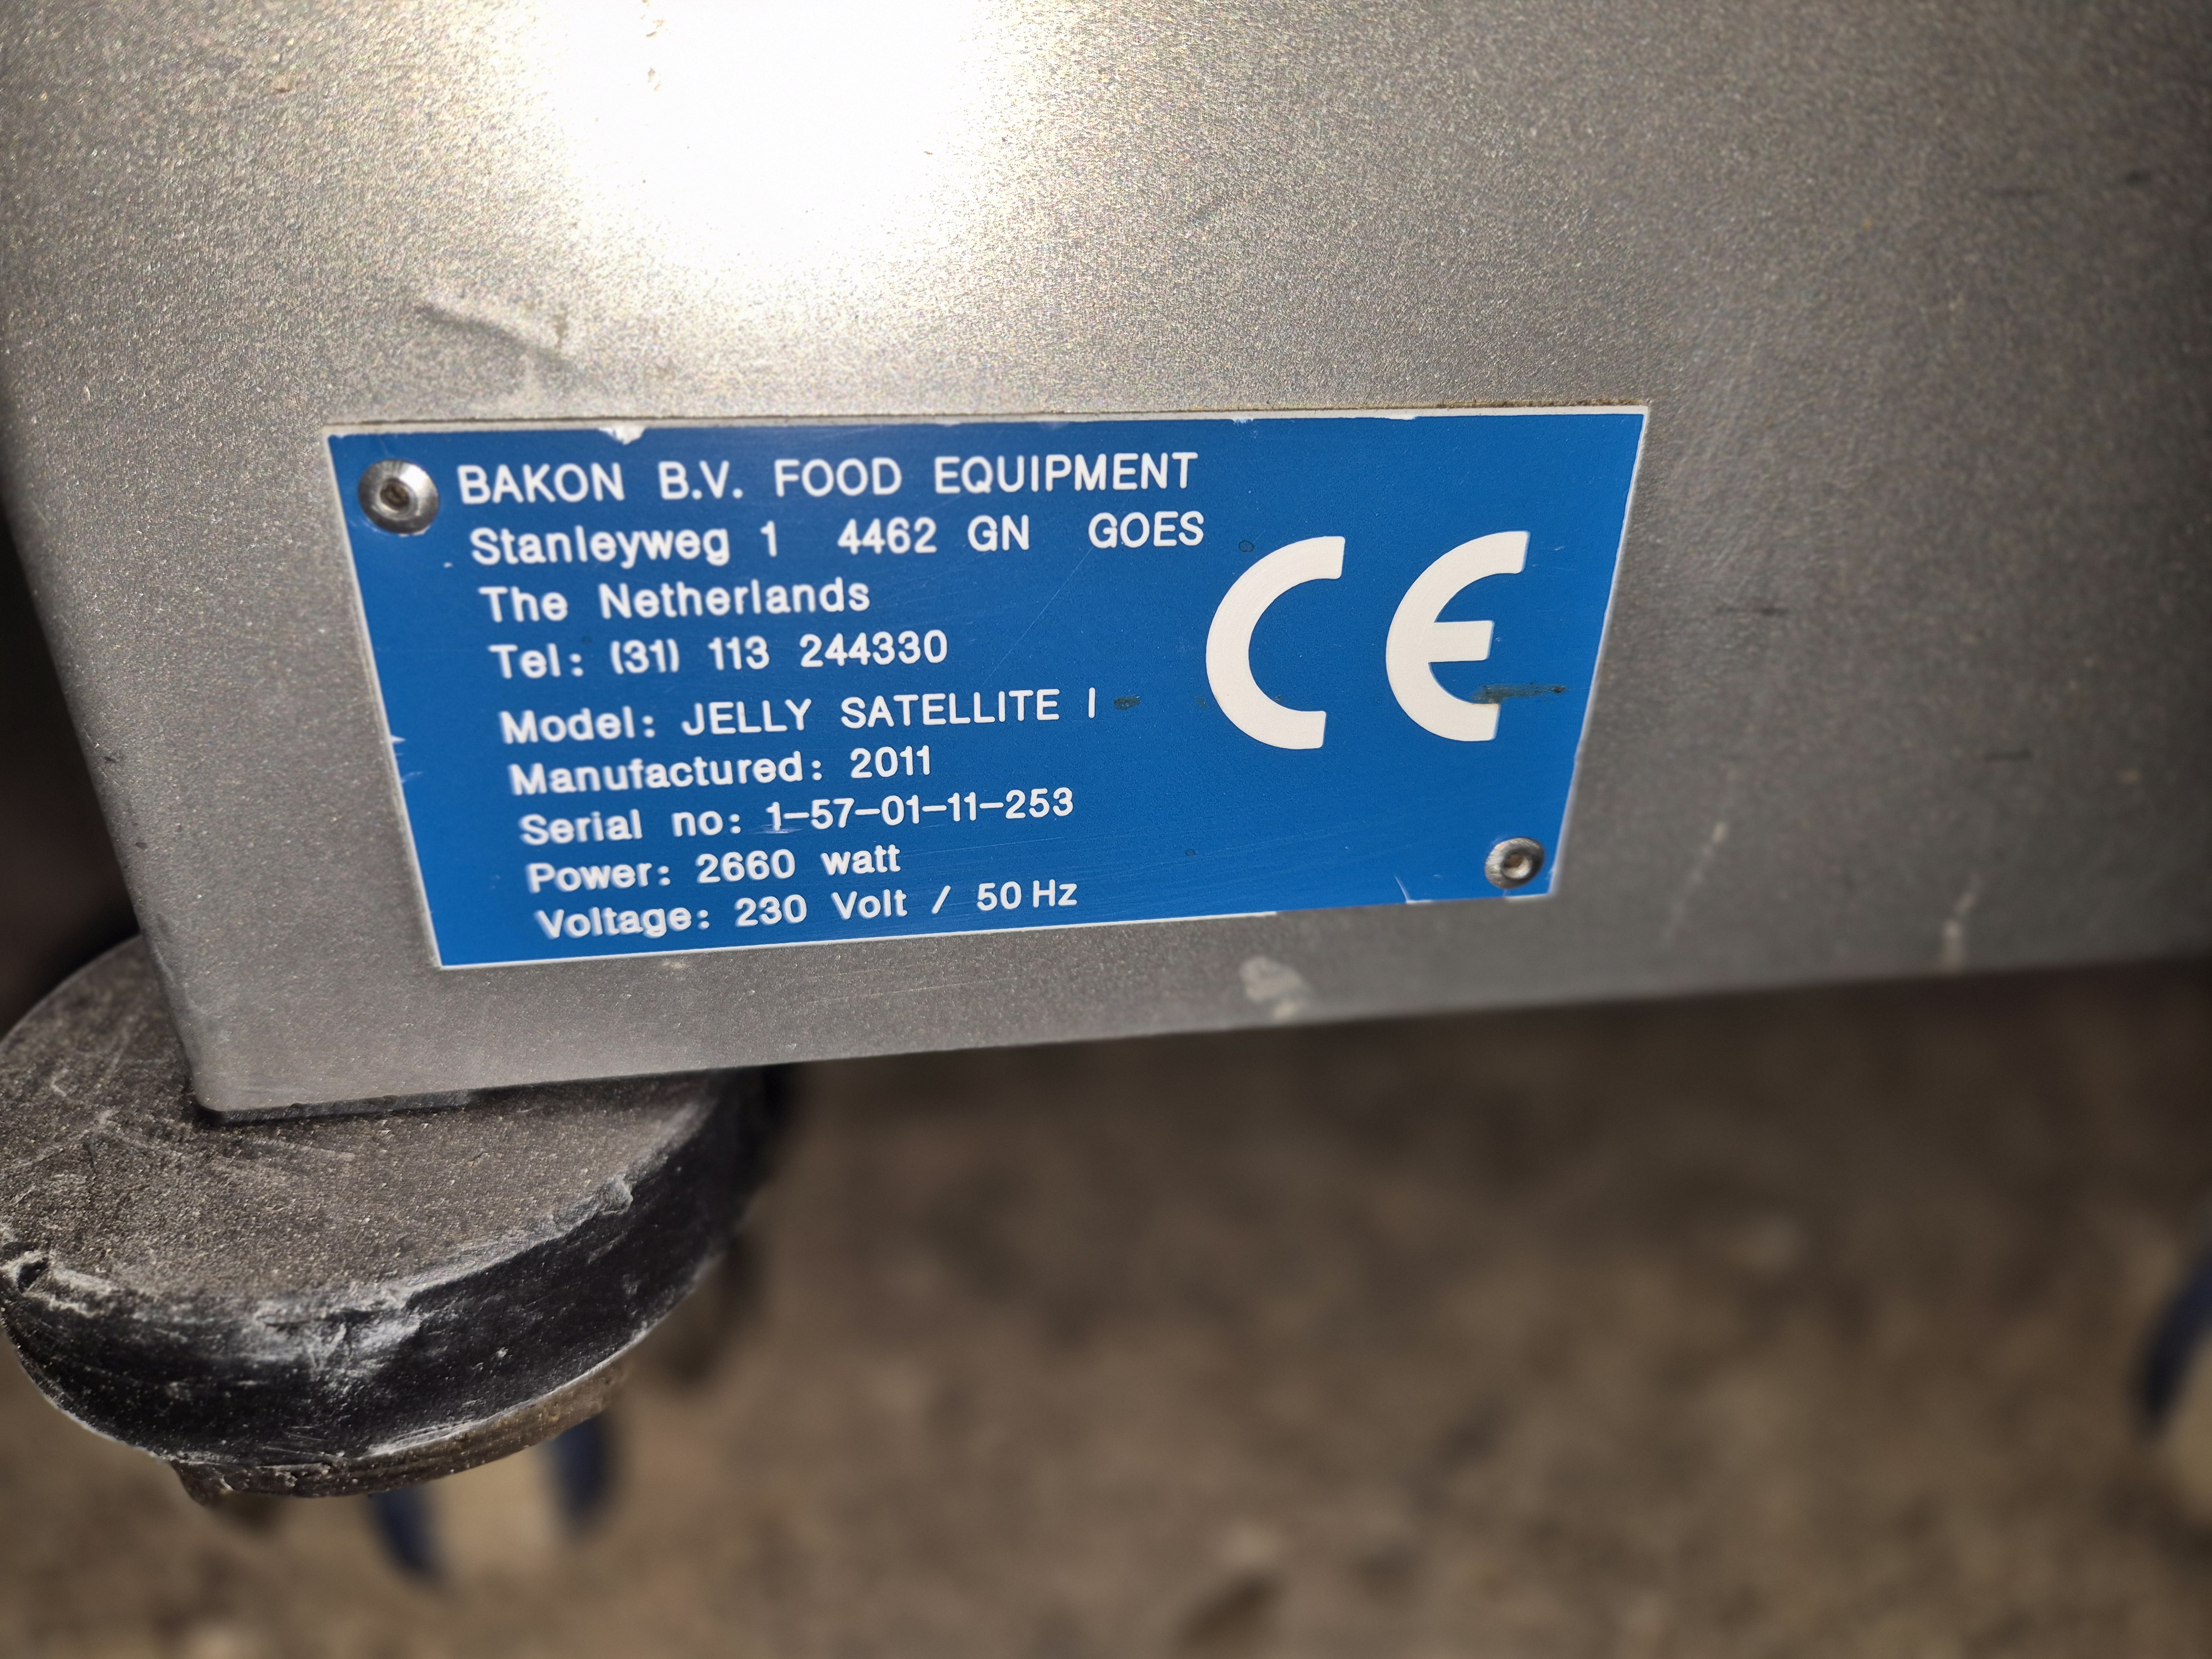 BAKON B.V. FOOD EQUIPMENT
Stanleyweg 1 4462 GN GOES
The Netherlands
Tel: (31) 113 244330
Model: JELLY SATELLITE I
Manufactured: 2011
Serial no: 1-57-01-11-253
Power: 2660 watt
Voltage: 230 Volt / 50 Hz
CE